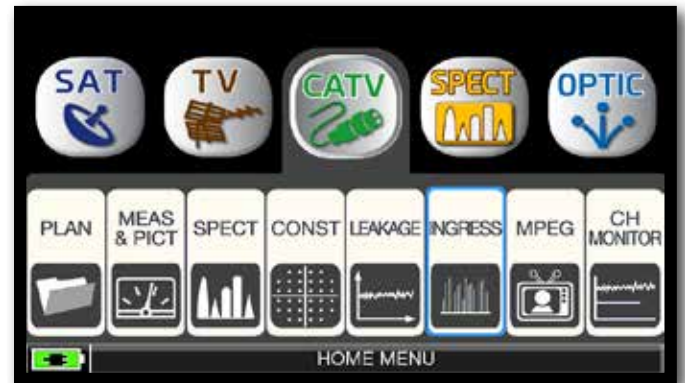 SAT
TV
CATV
SPECT
OPTIC
PLAN
MEAS
& PICT
SPECT
CONST
LEAKAGE
INGRESS
MPEG
CH
MONITOR
HOME MENU